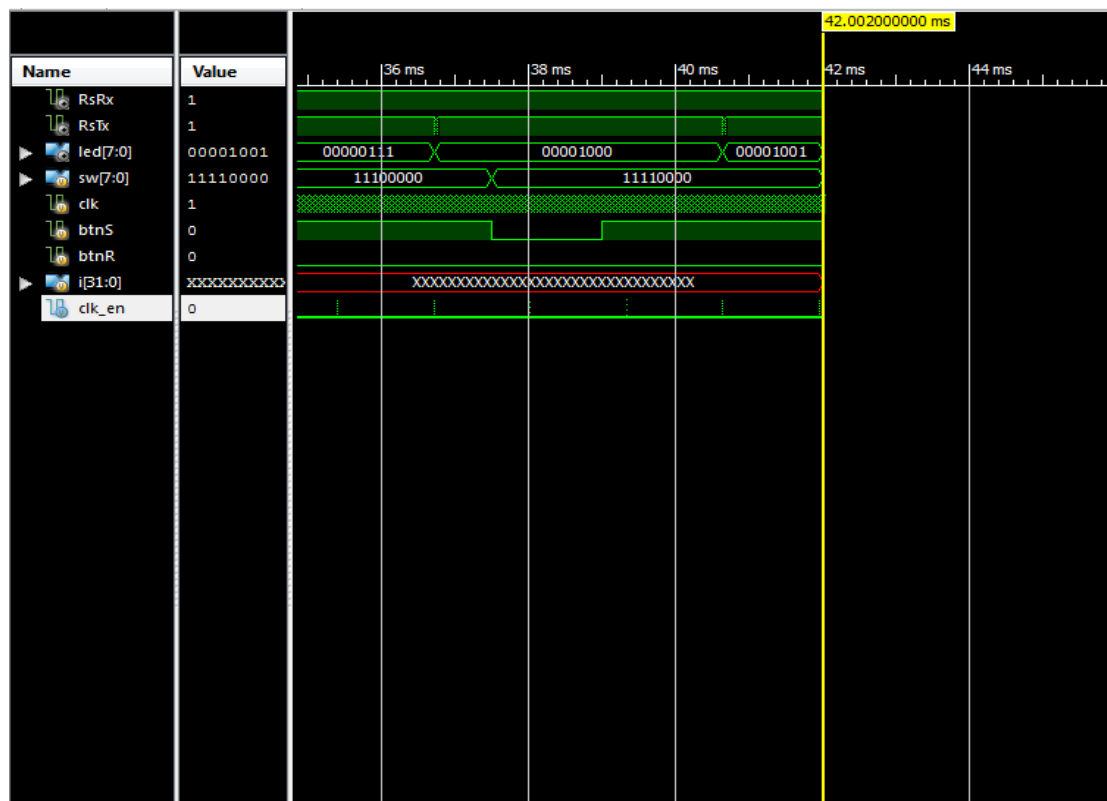 42.002000000 ms
Name Value 36 ms 38 ms 40 ms 42 ms 44 ms
RsRx 1
RsTx 1
led[7:0] 00001001 00000111 00001000 00001001
sw[7:0] 11110000 11100000 11110000
clk 1
btnS 0
btnR 0
i[31:0] XXXXXXXXXXX XXXXXXXXXXXXXXXXXXXXXXXXXXXXXXXX
clk_en 0